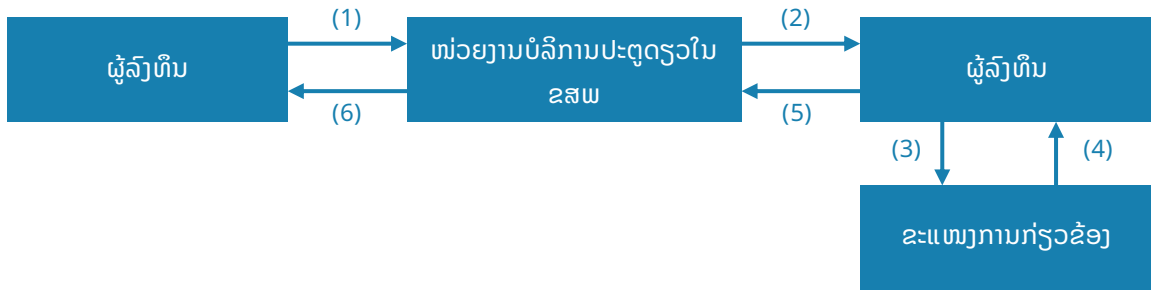 (1)
(2)
ຜູ້ລົງທຶນ
ໜ່ວຍງານບໍລິການປະຕູດຽວໃນ
ຂສພ
ຜູ້ລົງທຶນ
(6)
(5)
(3)
(4)
ຂະແໜງການກ່ຽວຂ້ອງ